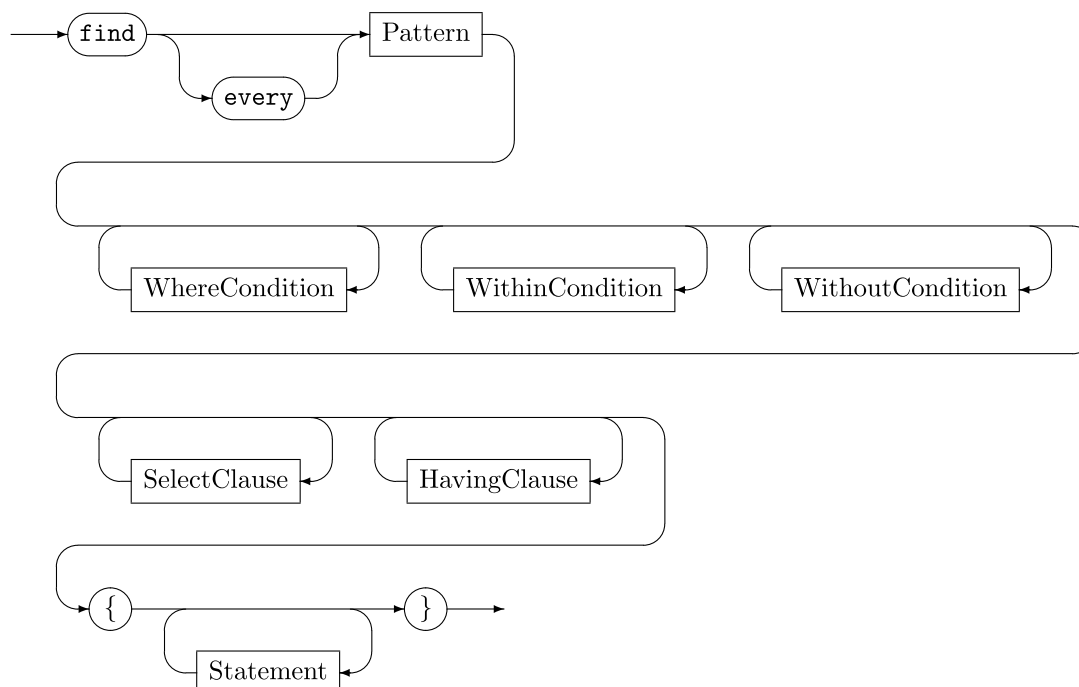 find Pattern
every
WhereCondition WithinCondition WithoutCondition
SelectClause HavingClause
{ }
Statement